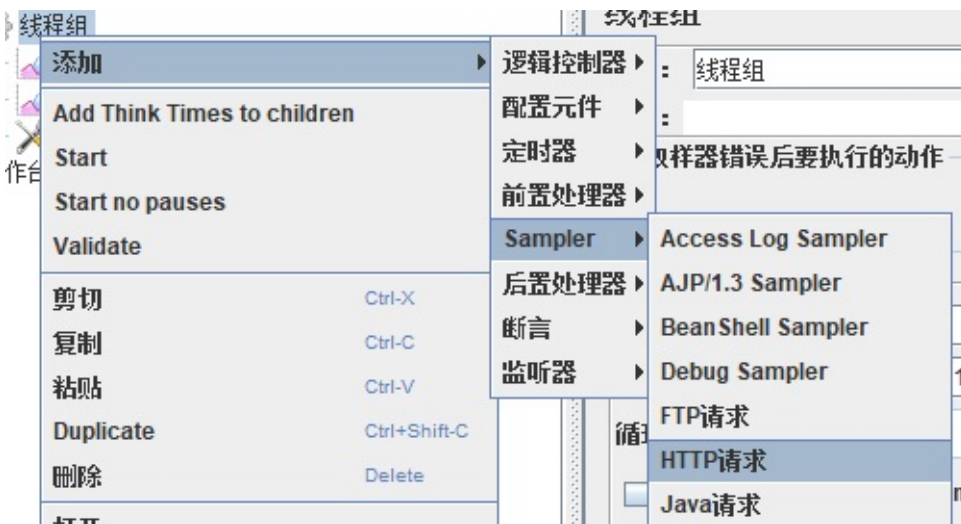 线程组
线程组
添加
逻辑控制器
：
线程组
Add Think Times to children
配置元件
：
Start
定时器
取样器错误后要执行的动作
Start no pauses
前置处理器
Validate
Sampler
Access Log Sampler
剪切 Ctrl-X
后置处理器
AJP/1.3 Sampler
复制 Ctrl-C
断言
BeanShell Sampler
粘贴 Ctrl-V
监听器
Debug Sampler
Duplicate Ctrl+Shift-C
FTP请求
删除 Delete
HTTP请求
Java请求